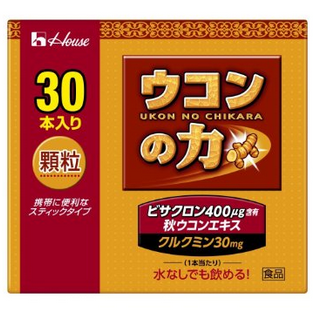 House
30
本入り
顆粒
携帯に便利な
スティックタイプ
ウコン
UKON NO CHIKARA
の力
ビサクロン400μg含有
秋ウコンエキス
クルクミン30mg
(1本当たり)
水なしでも飲める!
食品